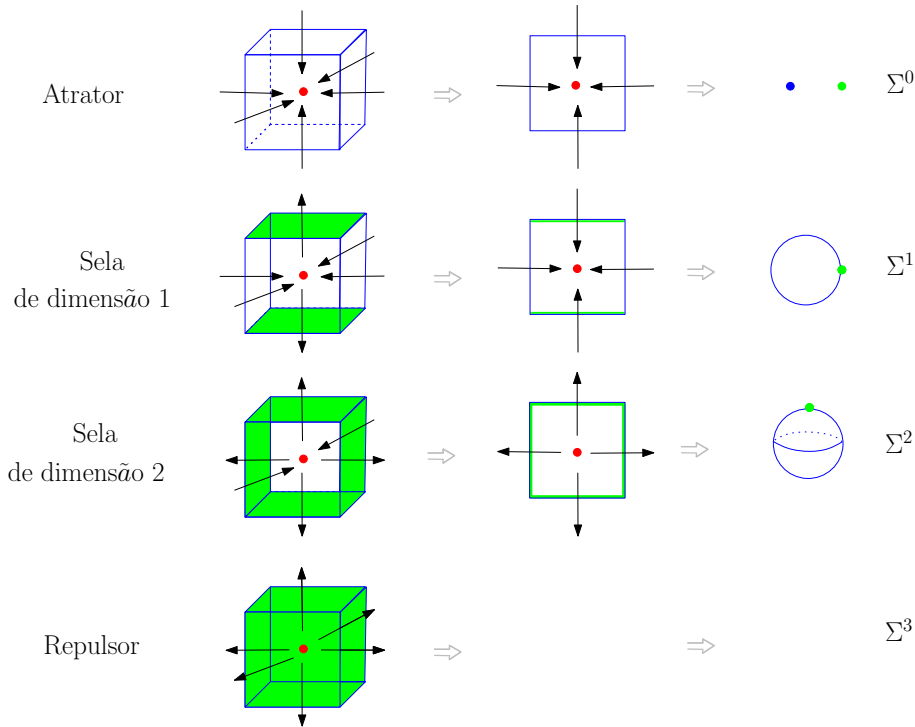 Atrator
Σ⁰
Sela
de dimensão 1
Σ¹
Sela
de dimensão 2
Σ²
Repulsor
Σ³